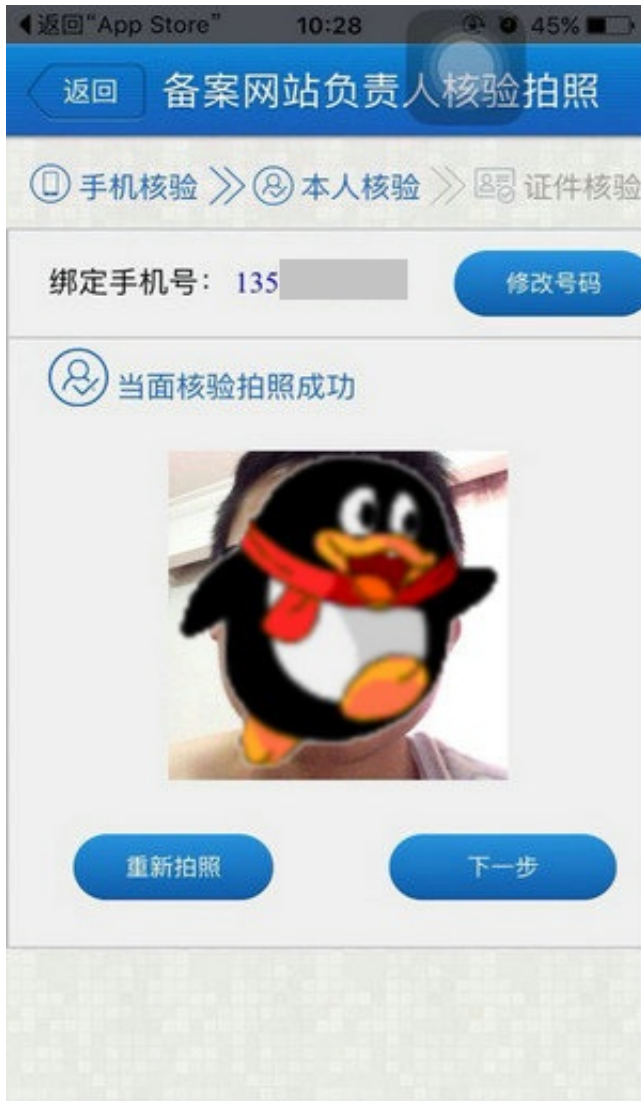 返回“App Store”
10:28
45%
返回
备案网站负责人核验拍照
手机核验
本人核验
证件核验
绑定手机号: 135
修改号码
当面核验拍照成功
重新拍照
下一步